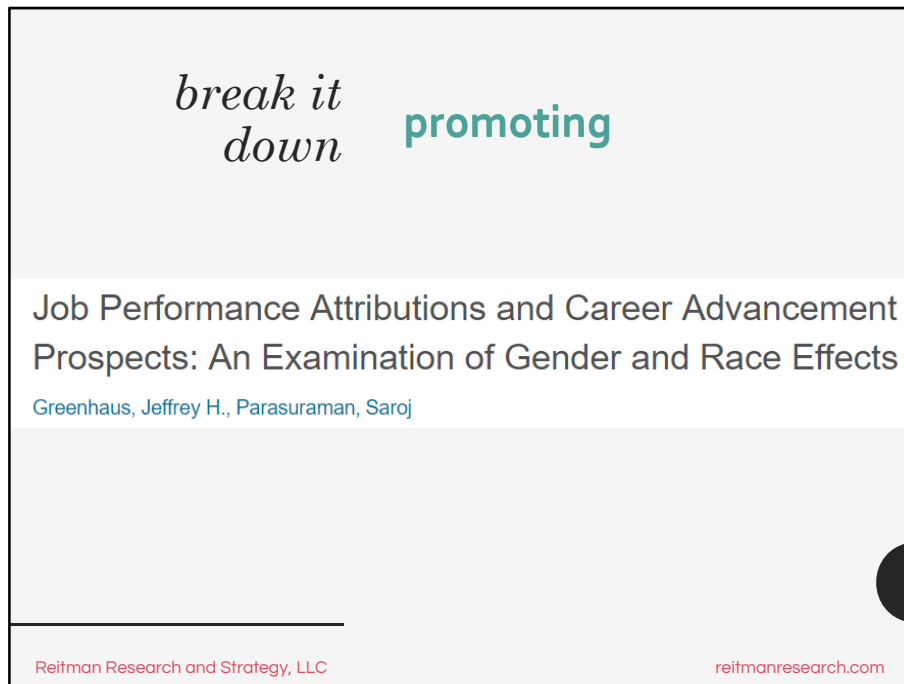 break it
down
promoting
Job Performance Attributions and Career Advancement
Prospects: An Examination of Gender and Race Effects
Greenhaus, Jeffrey H., Parasuraman, Saroj
Reitman Research and Strategy, LLC
reitmanresearch.com